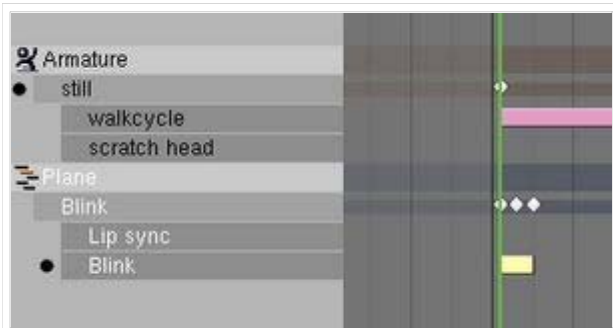 Armature
still
walkcycle
scratch head
Plane
Blink
Lip sync
Blink